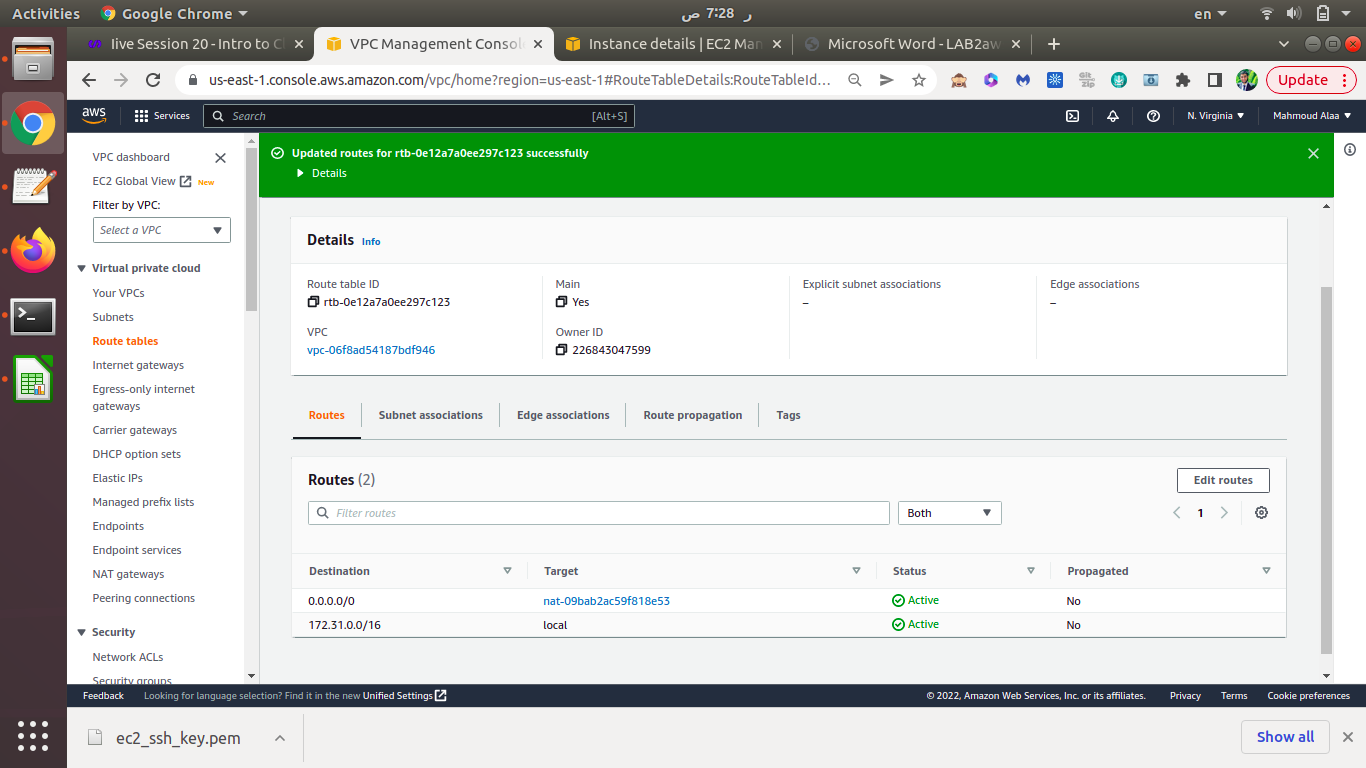 Activities
Google Chrome
ر 7:28 ص
en
live Session 20 - Intro to C
VPC Management Consol
Instance details | EC2 Man
Microsoft Word - LAB2aw
us-east-1.console.aws.amazon.com/vpc/home?region=us-east-1#RouteTableDetails:RouteTableId...
Update
aws
Services
Search
[Alt+S]
N. Virginia
Mahmoud Alaa
VPC dashboard
EC2 Global View
New
Filter by VPC:
Select a VPC
Virtual private cloud
Your VPCs
Subnets
Route tables
Internet gateways
Egress-only internet
gateways
Carrier gateways
DHCP option sets
Elastic IPs
Managed prefix lists
Endpoints
Endpoint services
NAT gateways
Peering connections
Security
Network ACLs
Security groups
Updated routes for rtb-0e12a7a0ee297c123 successfully
Details
Details
Info
Route table ID
rtb-0e12a7a0ee297c123
Main
Yes
Explicit subnet associations
–
Edge associations
–
VPC
vpc-06f8ad54187bdf946
Owner ID
226843047599
Routes
Subnet associations
Edge associations
Route propagation
Tags
Routes (2)
Edit routes
Filter routes
Both
1
Destination
Target
Status
Propagated
0.0.0.0/0
nat-09bab2ac59f818e53
Active
No
172.31.0.0/16
local
Active
No
Feedback
Looking for language selection? Find it in the new Unified Settings
© 2022, Amazon Web Services, Inc. or its affiliates.
Privacy
Terms
Cookie preferences
ec2_ssh_key.pem
Show all